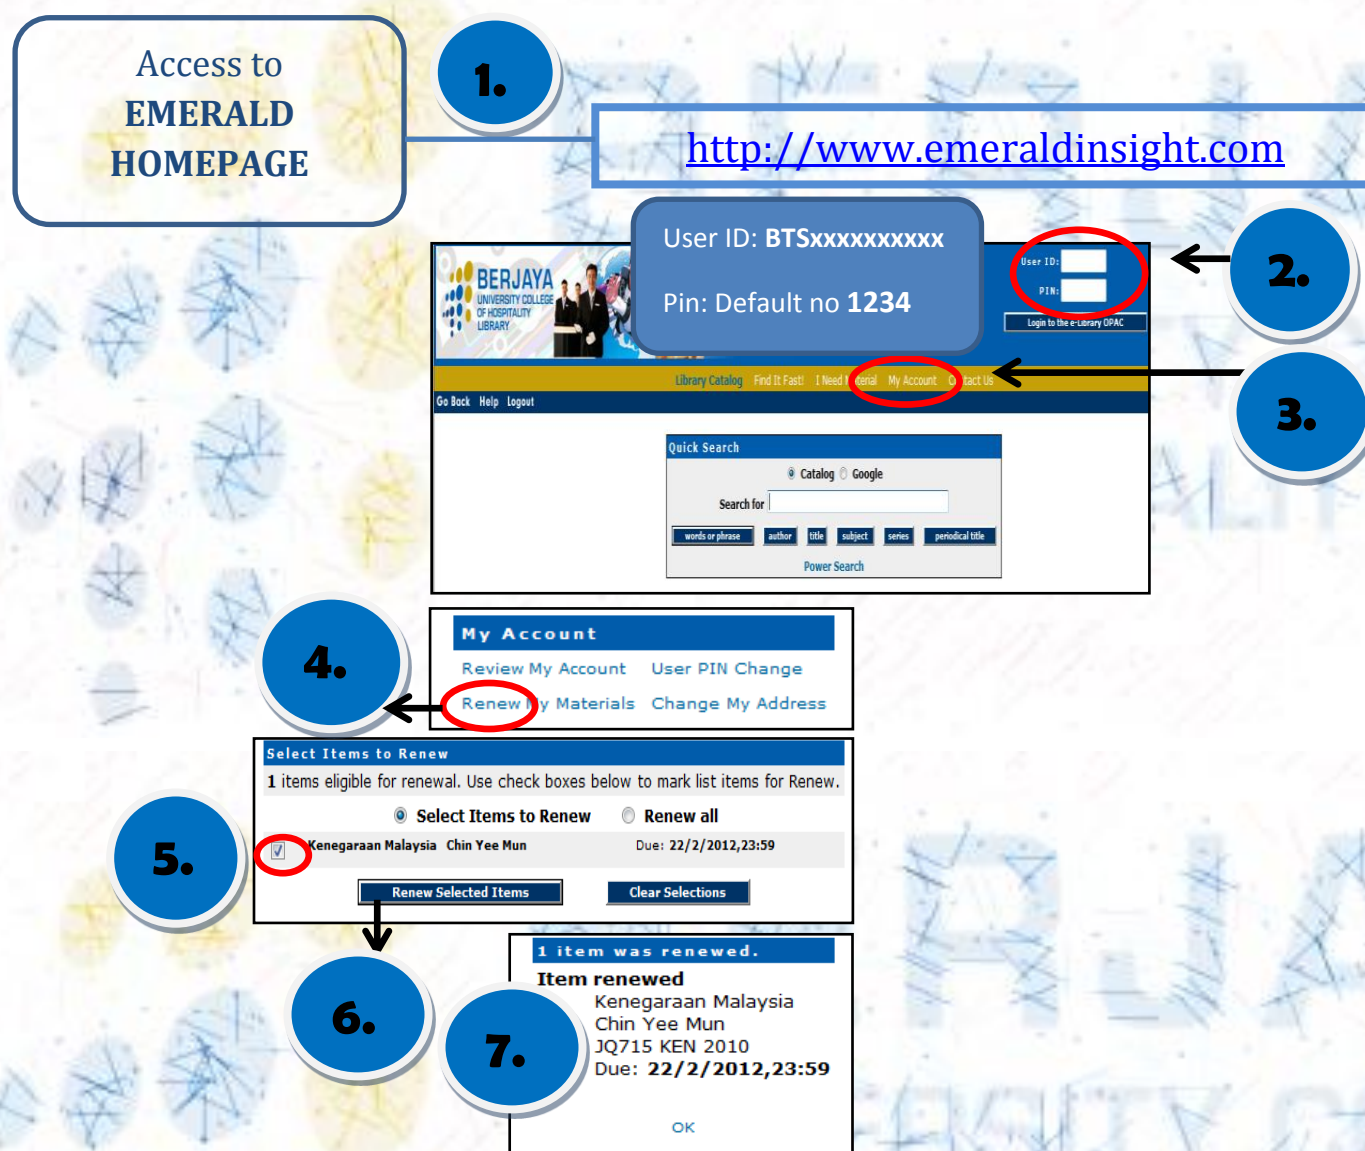 Access to
EMERALD
HOMEPAGE
1.
http://www.emeraldinsight.com
User ID: BTSxxxxxxxxxx
Pin: Default no 1234
BERJAYA
UNIVERSITY COLLEGE
OF HOSPITALITY
LIBRARY
User ID:
PIN:
Login to the e-Library OPAC
2.
Library Catalog Find It Fast! I Need Material My Account Contact Us
3.
Go Back Help Logout
Quick Search
Catalog Google
Search for
words or phrase author title subject series periodical title
Power Search
4.
My Account
Review My Account User PIN Change
Renew My Materials Change My Address
Select Items to Renew
1 items eligible for renewal. Use check boxes below to mark list items for Renew.
Select Items to Renew Renew all
5.
Kenegaraan Malaysia Chin Yee Mun Due: 22/2/2012,23:59
Renew Selected Items Clear Selections
6.
7.
1 item was renewed.
Item renewed
Kenegaraan Malaysia
Chin Yee Mun
JQ715 KEN 2010
Due: 22/2/2012,23:59
OK